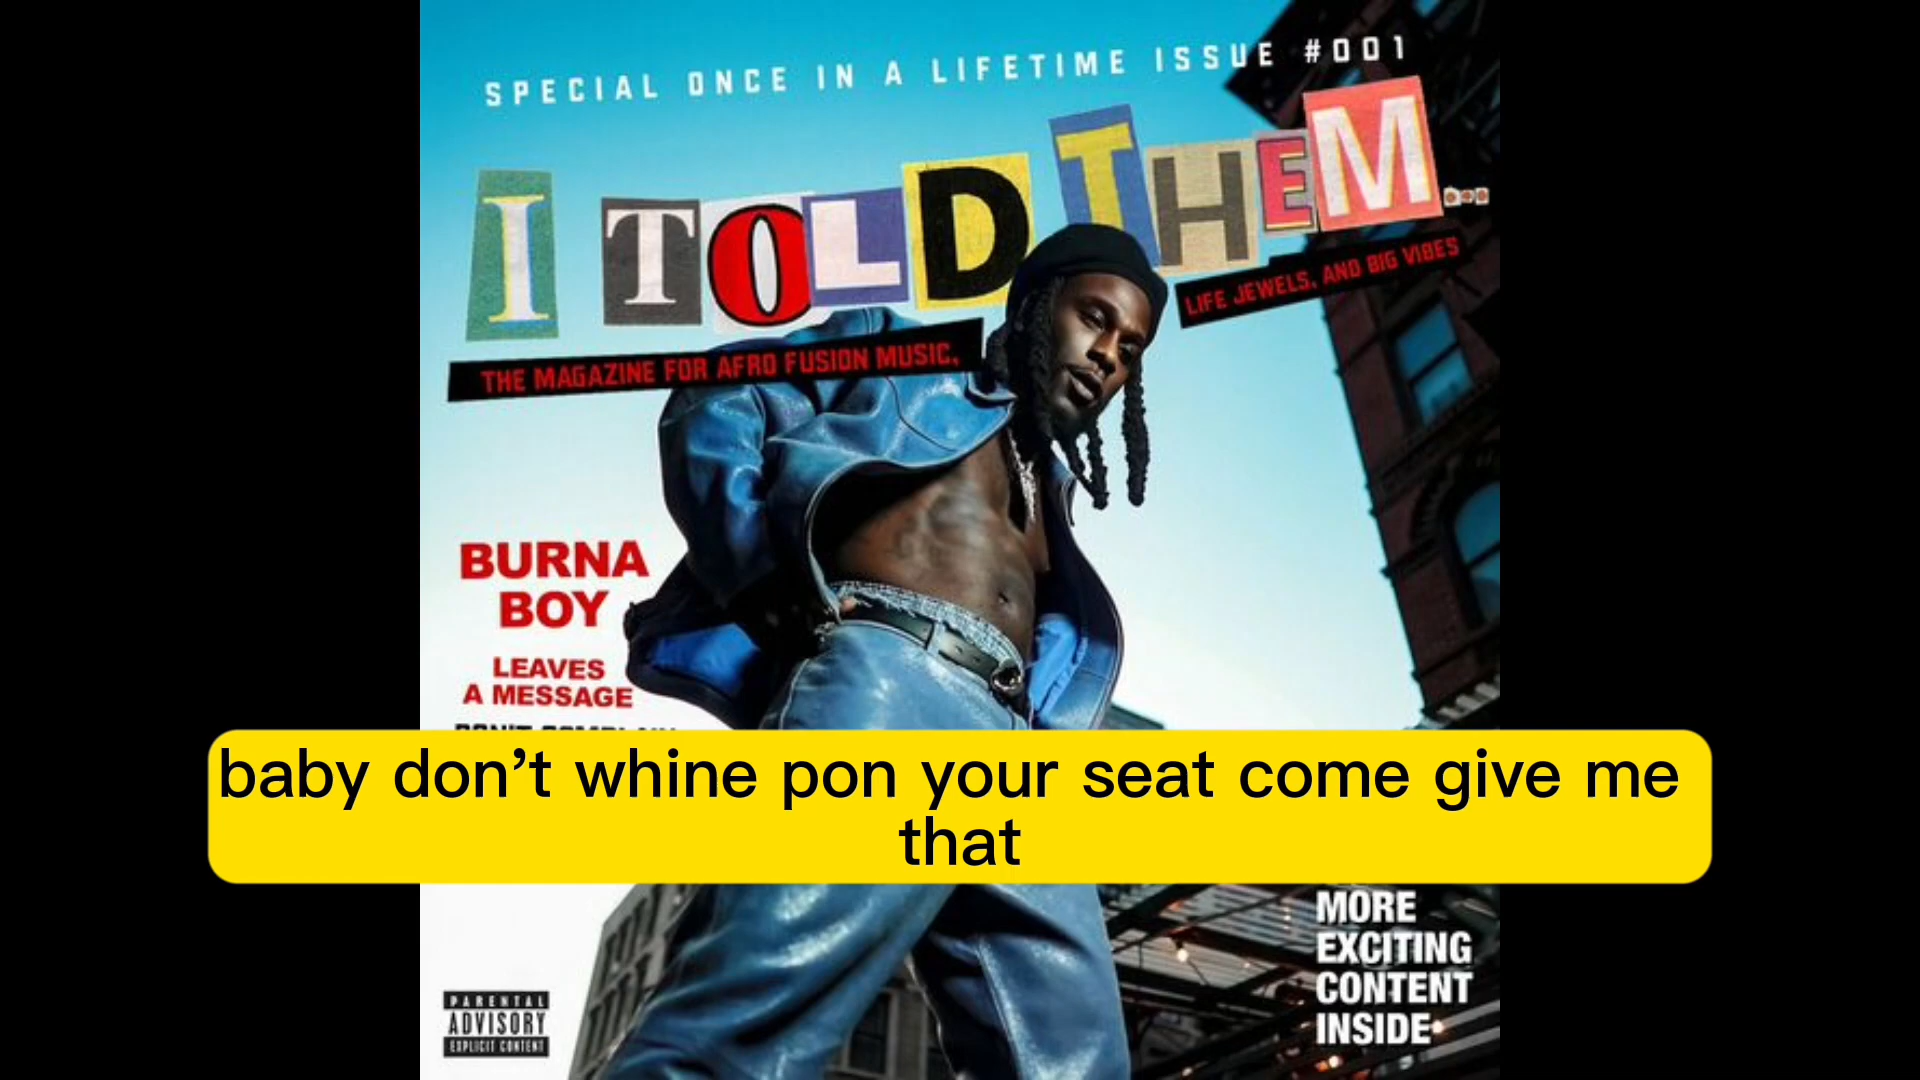 SPECIAL ONCE IN A LIFETIME ISSUE #001
I TOLD THEM...
LIFE JEWELS, AND BIG VIBES
THE MAGAZINE FOR AFRO FUSION MUSIC,
BURNA
BOY
LEAVES
A MESSAGE
baby don’t whine pon your seat come give me
that
MORE
EXCITING
CONTENT
INSIDE
PARENTAL
ADVISORY
EXPLICIT CONTENT